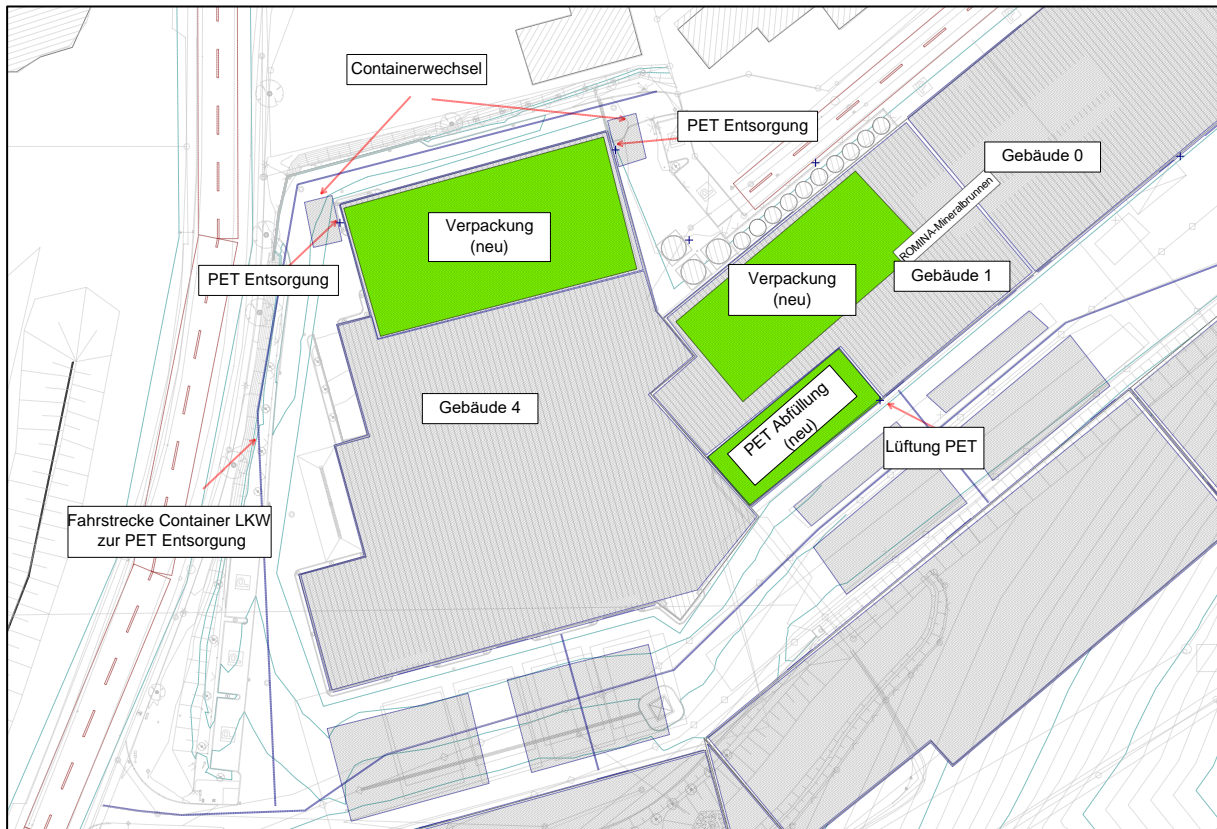 Containerwechsel
PET Entsorgung
Gebäude 0
ROMINA-Mineralbrunnen
Verpackung
(neu)
PET Entsorgung
Verpackung
(neu)
Gebäude 1
Gebäude 4
PET Abfüllung
(neu)
Lüftung PET
Fahrstrecke Container LKW
zur PET Entsorgung